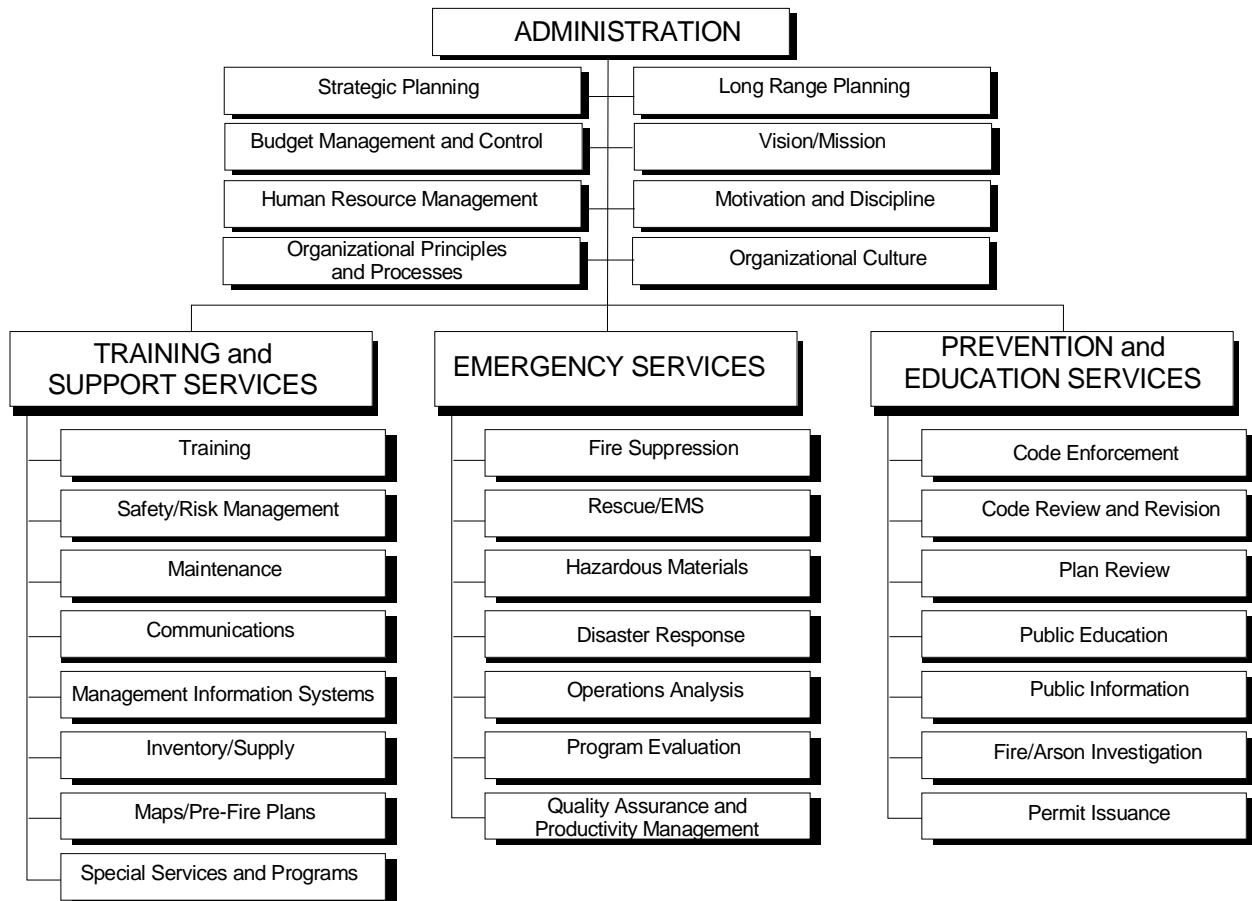 ADMINISTRATION
Strategic Planning
Long Range Planning
Budget Management and Control
Vision/Mission
Human Resource Management
Motivation and Discipline
Organizational Principles
and Processes
Organizational Culture
TRAINING and
SUPPORT SERVICES
Training
Safety/Risk Management
Maintenance
Communications
Management Information Systems
Inventory/Supply
Maps/Pre-Fire Plans
Special Services and Programs
EMERGENCY SERVICES
Fire Suppression
Rescue/EMS
Hazardous Materials
Disaster Response
Operations Analysis
Program Evaluation
Quality Assurance and
Productivity Management
PREVENTION and
EDUCATION SERVICES
Code Enforcement
Code Review and Revision
Plan Review
Public Education
Public Information
Fire/Arson Investigation
Permit Issuance